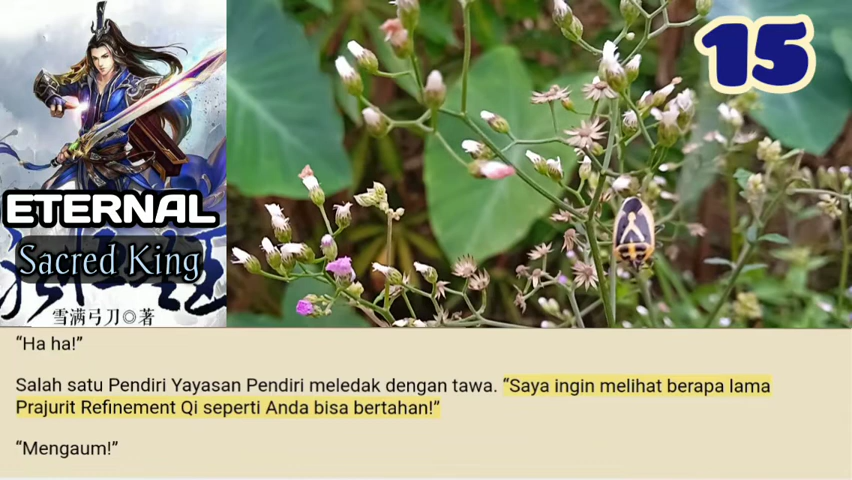 15
ETERNAL
Sacred King
雪满弓刀◎著
“Ha ha!”
Salah satu Pendiri Yayasan Pendiri meledak dengan tawa. “Saya ingin melihat berapa lama
Prajurit Refinement Qi seperti Anda bisa bertahan!”
“Mengaum!”